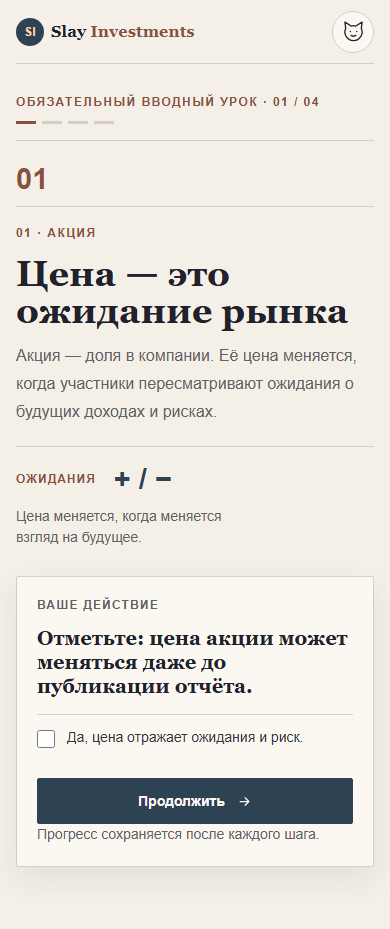 SI Slay Investments
ОБЯЗАТЕЛЬНЫЙ ВВОДНЫЙ УРОК · 01 / 04
01
01 · АКЦИЯ
Цена — это
ожидание рынка
Акция — доля в компании. Её цена меняется,
когда участники пересматривают ожидания о
будущих доходах и рисках.
ОЖИДАНИЯ + / −
Цена меняется, когда меняется
взгляд на будущее.
ВАШЕ ДЕЙСТВИЕ
Отметьте: цена акции может
меняться даже до
публикации отчёта.
Да, цена отражает ожидания и риск.
Продолжить →
Прогресс сохраняется после каждого шага.